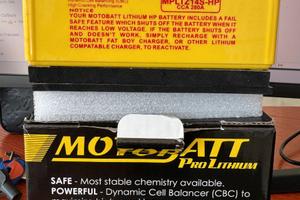 MPLTZ14S-HP
High Cranking Performance
CCA 280A
NOTICE
YOUR MOTOBATT LITHIUM HP BATTERY INCLUDES A FAIL
SAFE FEATURE WHICH SHUTS OFF THE BATTERY WHEN IT
REACHES LOW VOLTAGE. IF THE BATTERY SHUTS OFF
AND DOESN'T WORK, SIMPLY RECHARGE WITH A
MOTOBATT FAT BOY CHARGER, OR OTHER LITHIUM
COMPATABLE CHARGER, TO REACTIVATE.
MOTOBATT
PRO LITHIUM
SAFE - Most stable chemistry available.
POWERFUL - Dynamic Cell Balancer (CBC) to